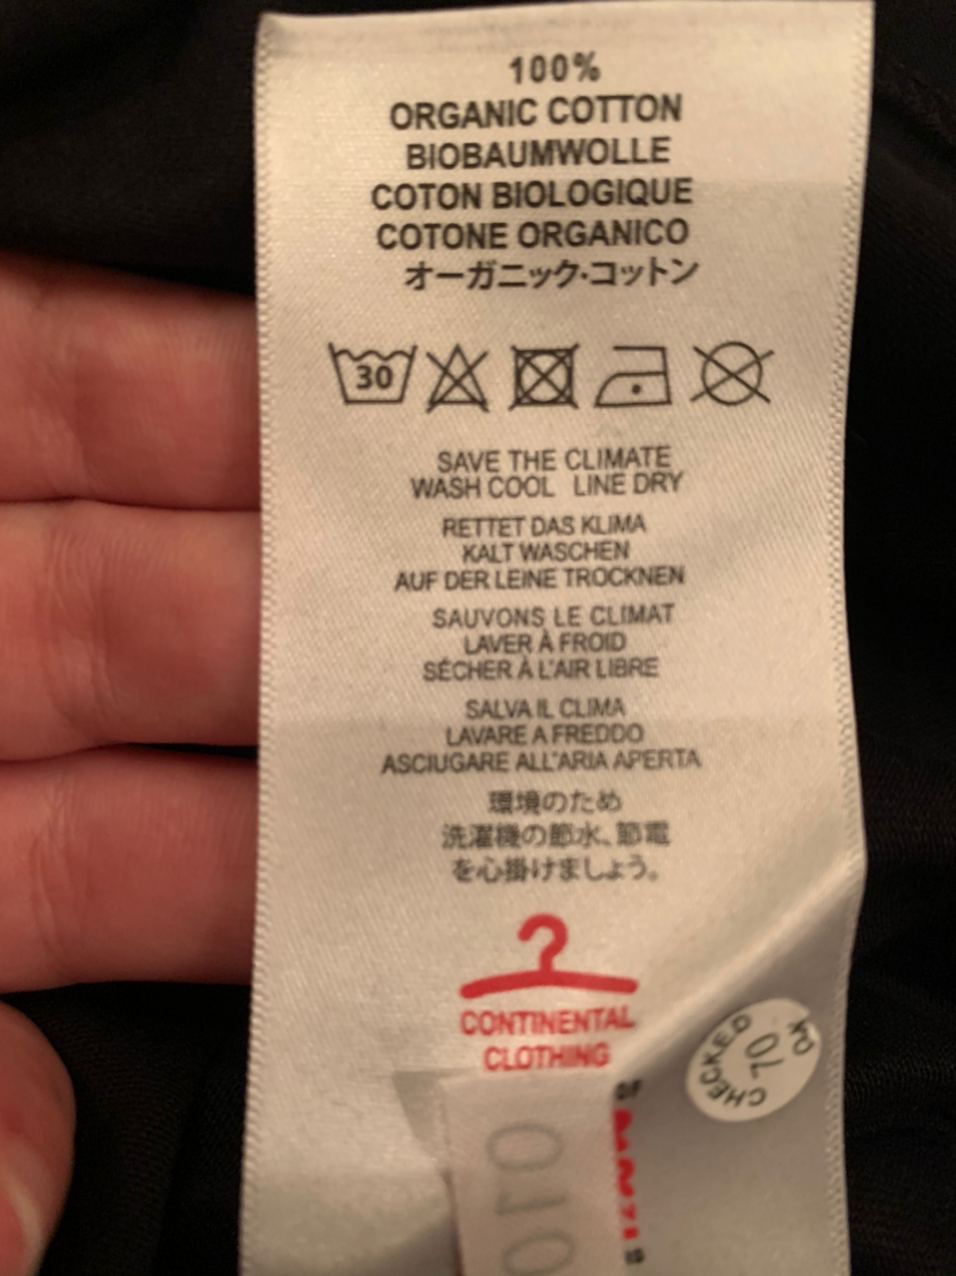 100%
ORGANIC COTTON
BIOBAUMWOLLE
COTON BIOLOGIQUE
COTONE ORGANICO
オーガニック・コットン
30
SAVE THE CLIMATE
WASH COOL LINE DRY
RETTET DAS KLIMA
KALT WASCHEN
AUF DER LEINE TROCKNEN
SAUVONS LE CLIMAT
LAVER À FROID
SÉCHER À L'AIR LIBRE
SALVA IL CLIMA
LAVARE A FREDDO
ASCIUGARE ALL'ARIA APERTA
環境のため
洗濯機の節水、節電
を心掛けましょう。
CONTINENTAL
CLOTHING
CHECKED
70
OK